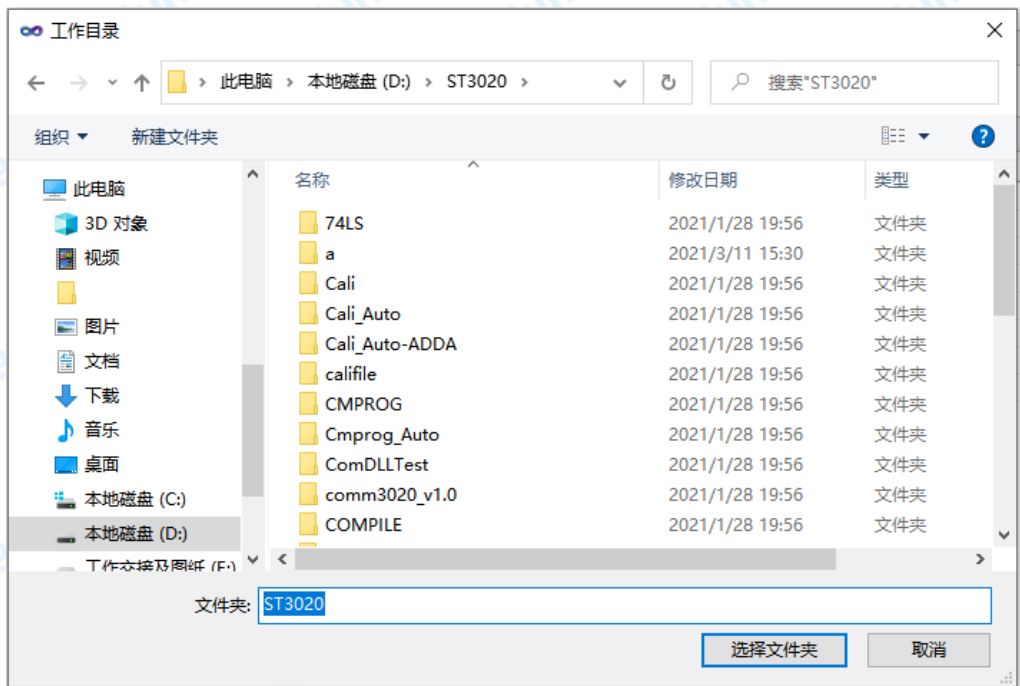 工作目录
此电脑 › 本地磁盘 (D:) › ST3020 ›
搜索"ST3020"
组织 新建文件夹
名称 修改日期 类型
此电脑
3D 对象
视频
图片
文档
下载
音乐
桌面
本地磁盘 (C:)
本地磁盘 (D:)
工作交接及图纸 (E:)
74LS 2021/1/28 19:56 文件夹
a 2021/3/11 15:30 文件夹
Cali 2021/1/28 19:56 文件夹
Cali_Auto 2021/1/28 19:56 文件夹
Cali_Auto-ADDA 2021/1/28 19:56 文件夹
califile 2021/1/28 19:56 文件夹
CMPROG 2021/1/28 19:56 文件夹
Cmprog_Auto 2021/1/28 19:56 文件夹
ComDLLTest 2021/1/28 19:56 文件夹
comm3020_v1.0 2021/1/28 19:56 文件夹
COMPILE 2021/1/28 19:56 文件夹
文件夹: ST3020
选择文件夹 取消